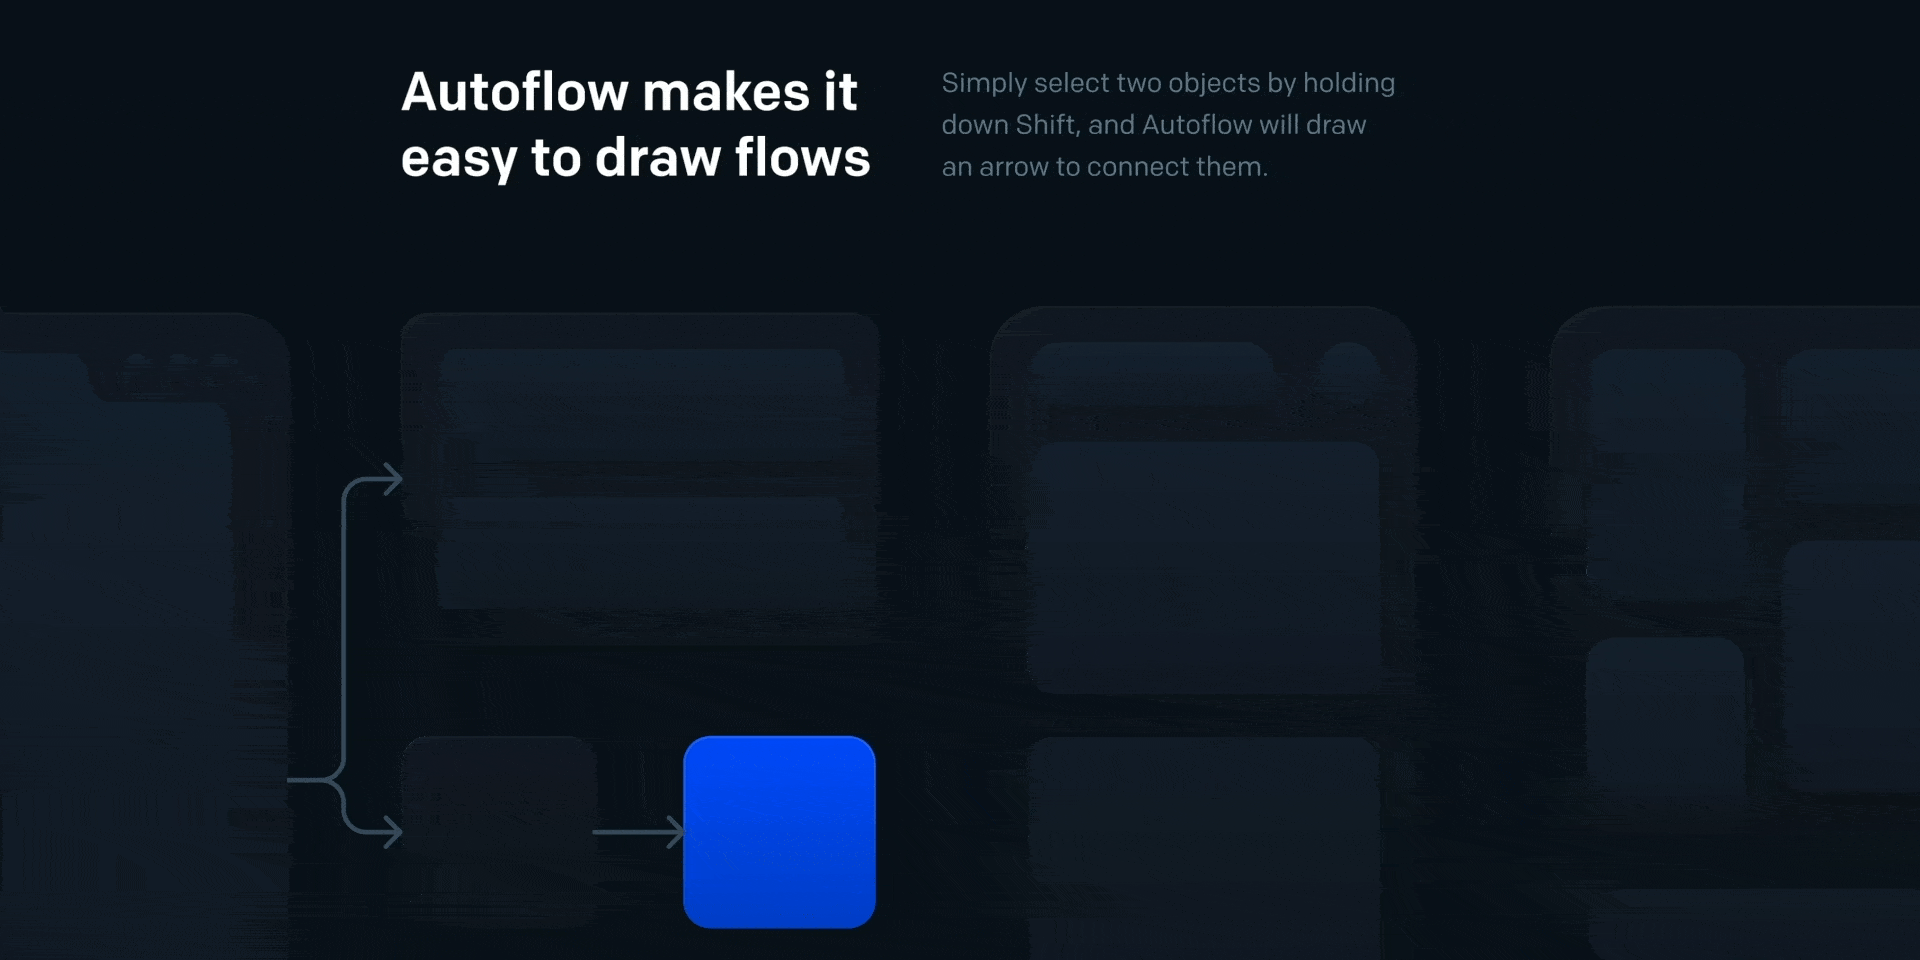 Autoflow makes it
easy to draw flows
Simply select two objects by holding
down Shift, and Autoflow will draw
an arrow to connect them.